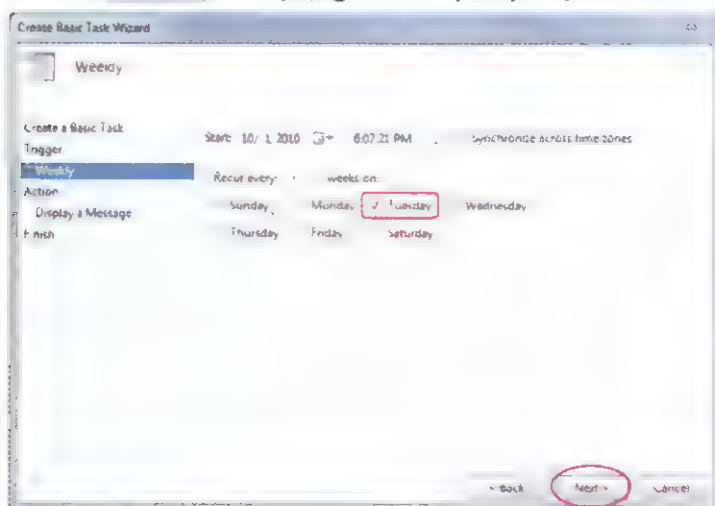 Create Basic Task Wizard
Weekly
Create a Basic Task
Trigger
Weekly
Action
Display a Message
Finish
Start: 10/ 1/2010 6:07:21 PM Synchronize across time zones
Recur every: weeks on:
Sunday Monday Tuesday Wednesday
Thursday Friday Saturday
< Back Next > Cancel